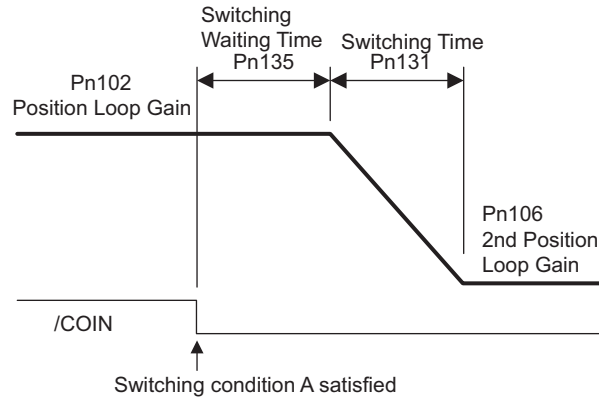 Switching
Waiting Time
Pn135
Switching Time
Pn131
Pn102
Position Loop Gain
Pn106
2nd Position
Loop Gain
/COIN
Switching condition A satisfied